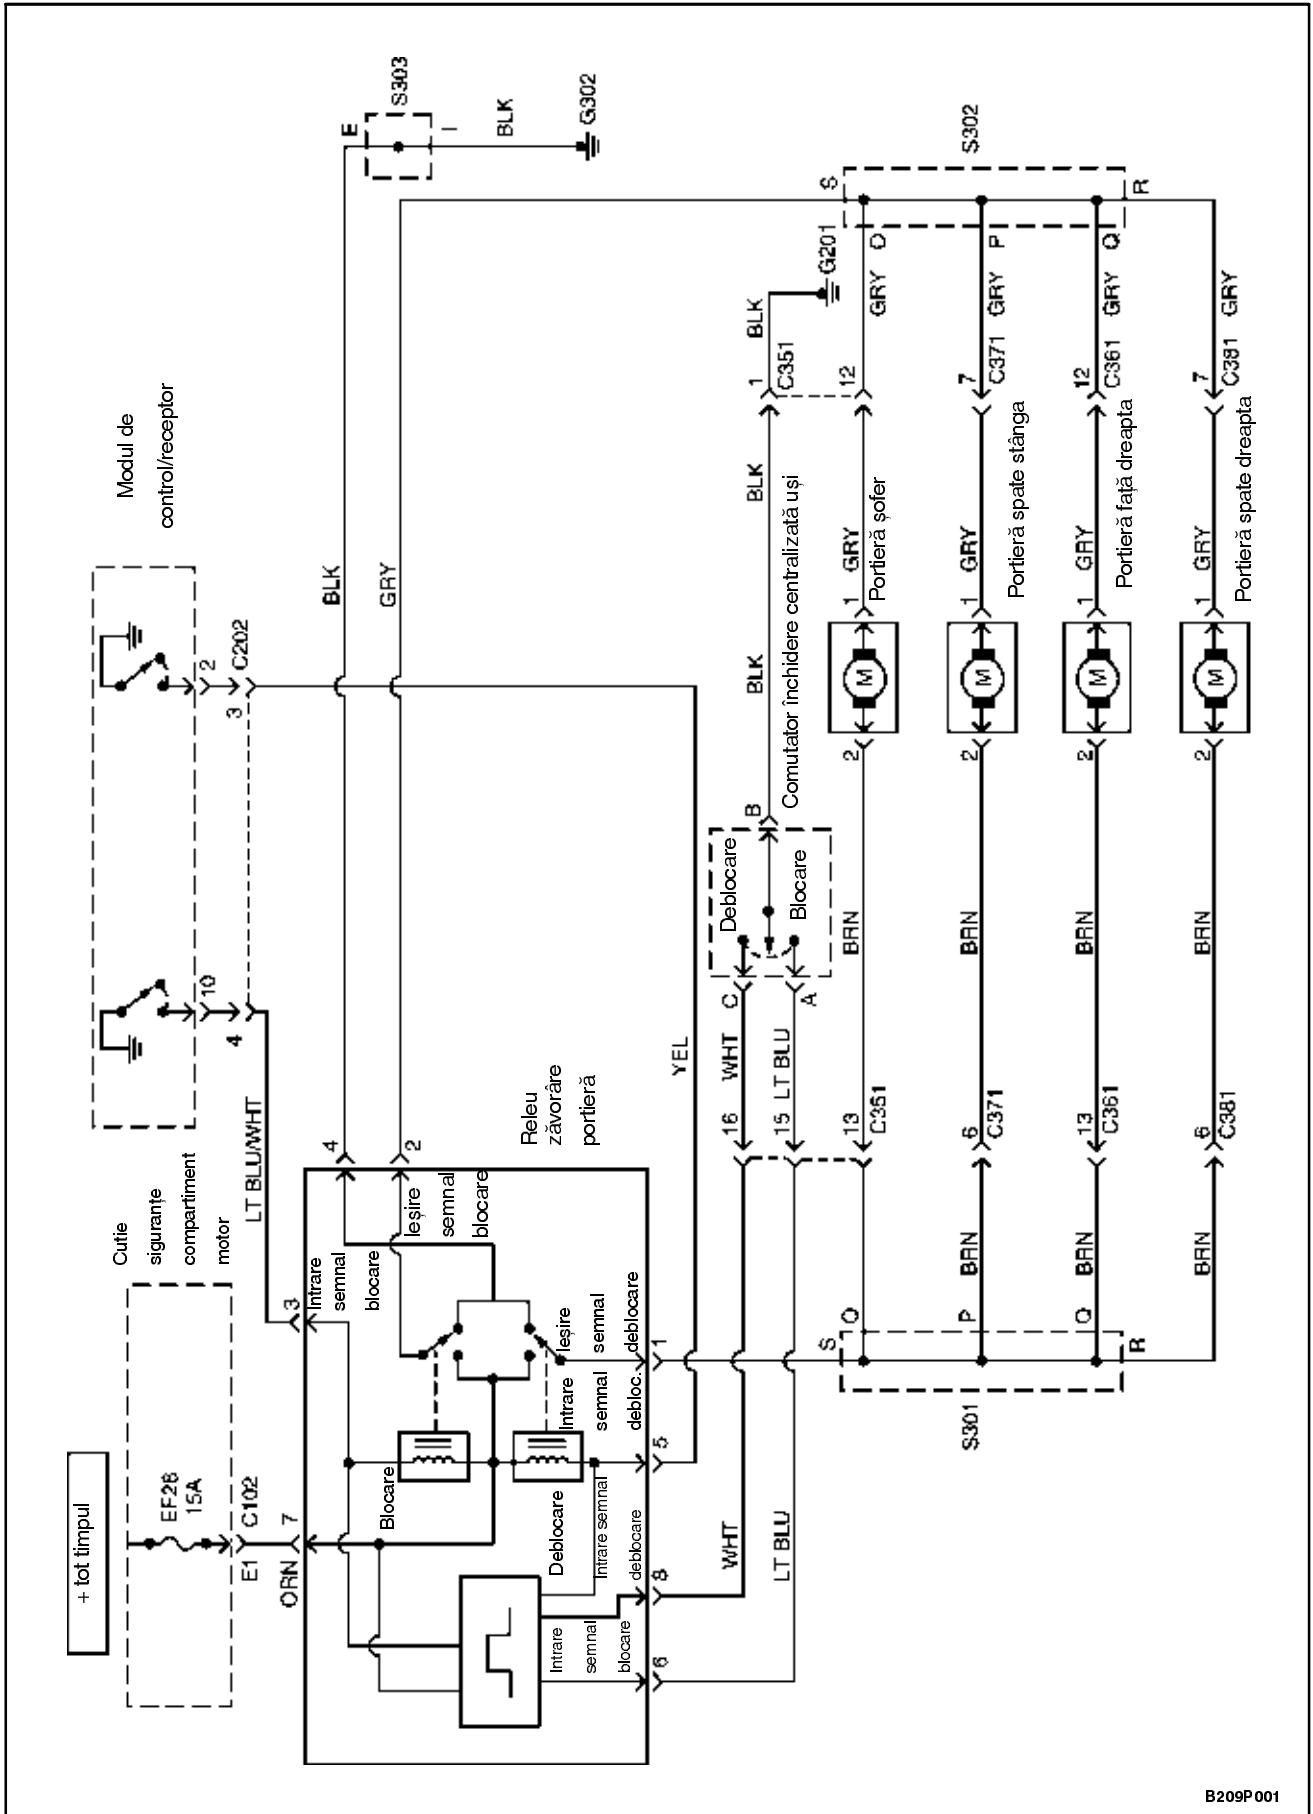 + tot timpul
EF26
15A
E1
C102
Cutie
siguranțe
compartiment
motor
ORN
7
LT BLU/WHT
3
4
2
Intrare
semnal
blocare
Ieșire
semnal
blocare
Releu
zăvorâre
portieră
Blocare
Deblocare
Intrare semnal
deblocare
Intrare
semnal
blocare
Intrare
semnal
debloc.
Ieșire
semnal
deblocare
1
5
8
6
Modul de
control/receptor
10
4
2
3
C202
BLK
GRY
YEL
E
S303
I
BLK
G302
WHT
LT BLU
16
15
13
C351
WHT
LT BLU
C
A
Deblocare
Blocare
B
Comutator închidere centralizată uși
BLK
BLK
1
C351
BLK
G201
12
S
O
S302
P
Q
R
GRY
GRY
GRY
GRY
7
C371
12
C361
7
C381
GRY
GRY
GRY
GRY
1
1
1
1
Portieră șofer
Portieră spate stânga
Portieră față dreapta
Portieră spate dreapta
M
M
M
M
2
2
2
2
BRN
BRN
BRN
BRN
6
C371
13
C361
6
C381
BRN
BRN
BRN
S
O
P
Q
R
S301
B209P001